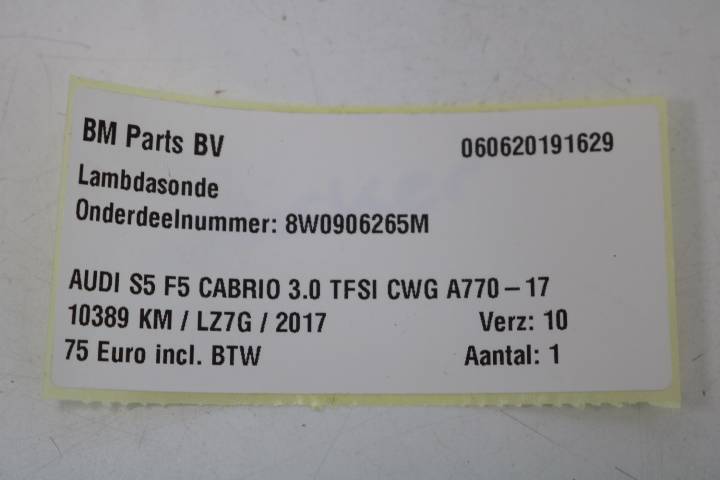 BM Parts BV 060620191629
Lambdasonde
Onderdeelnummer: 8W0906265M
AUDI S5 F5 CABRIO 3.0 TFSI CWG A770 – 17
10389 KM / LZ7G / 2017 Verz: 10
75 Euro incl. BTW Aantal: 1